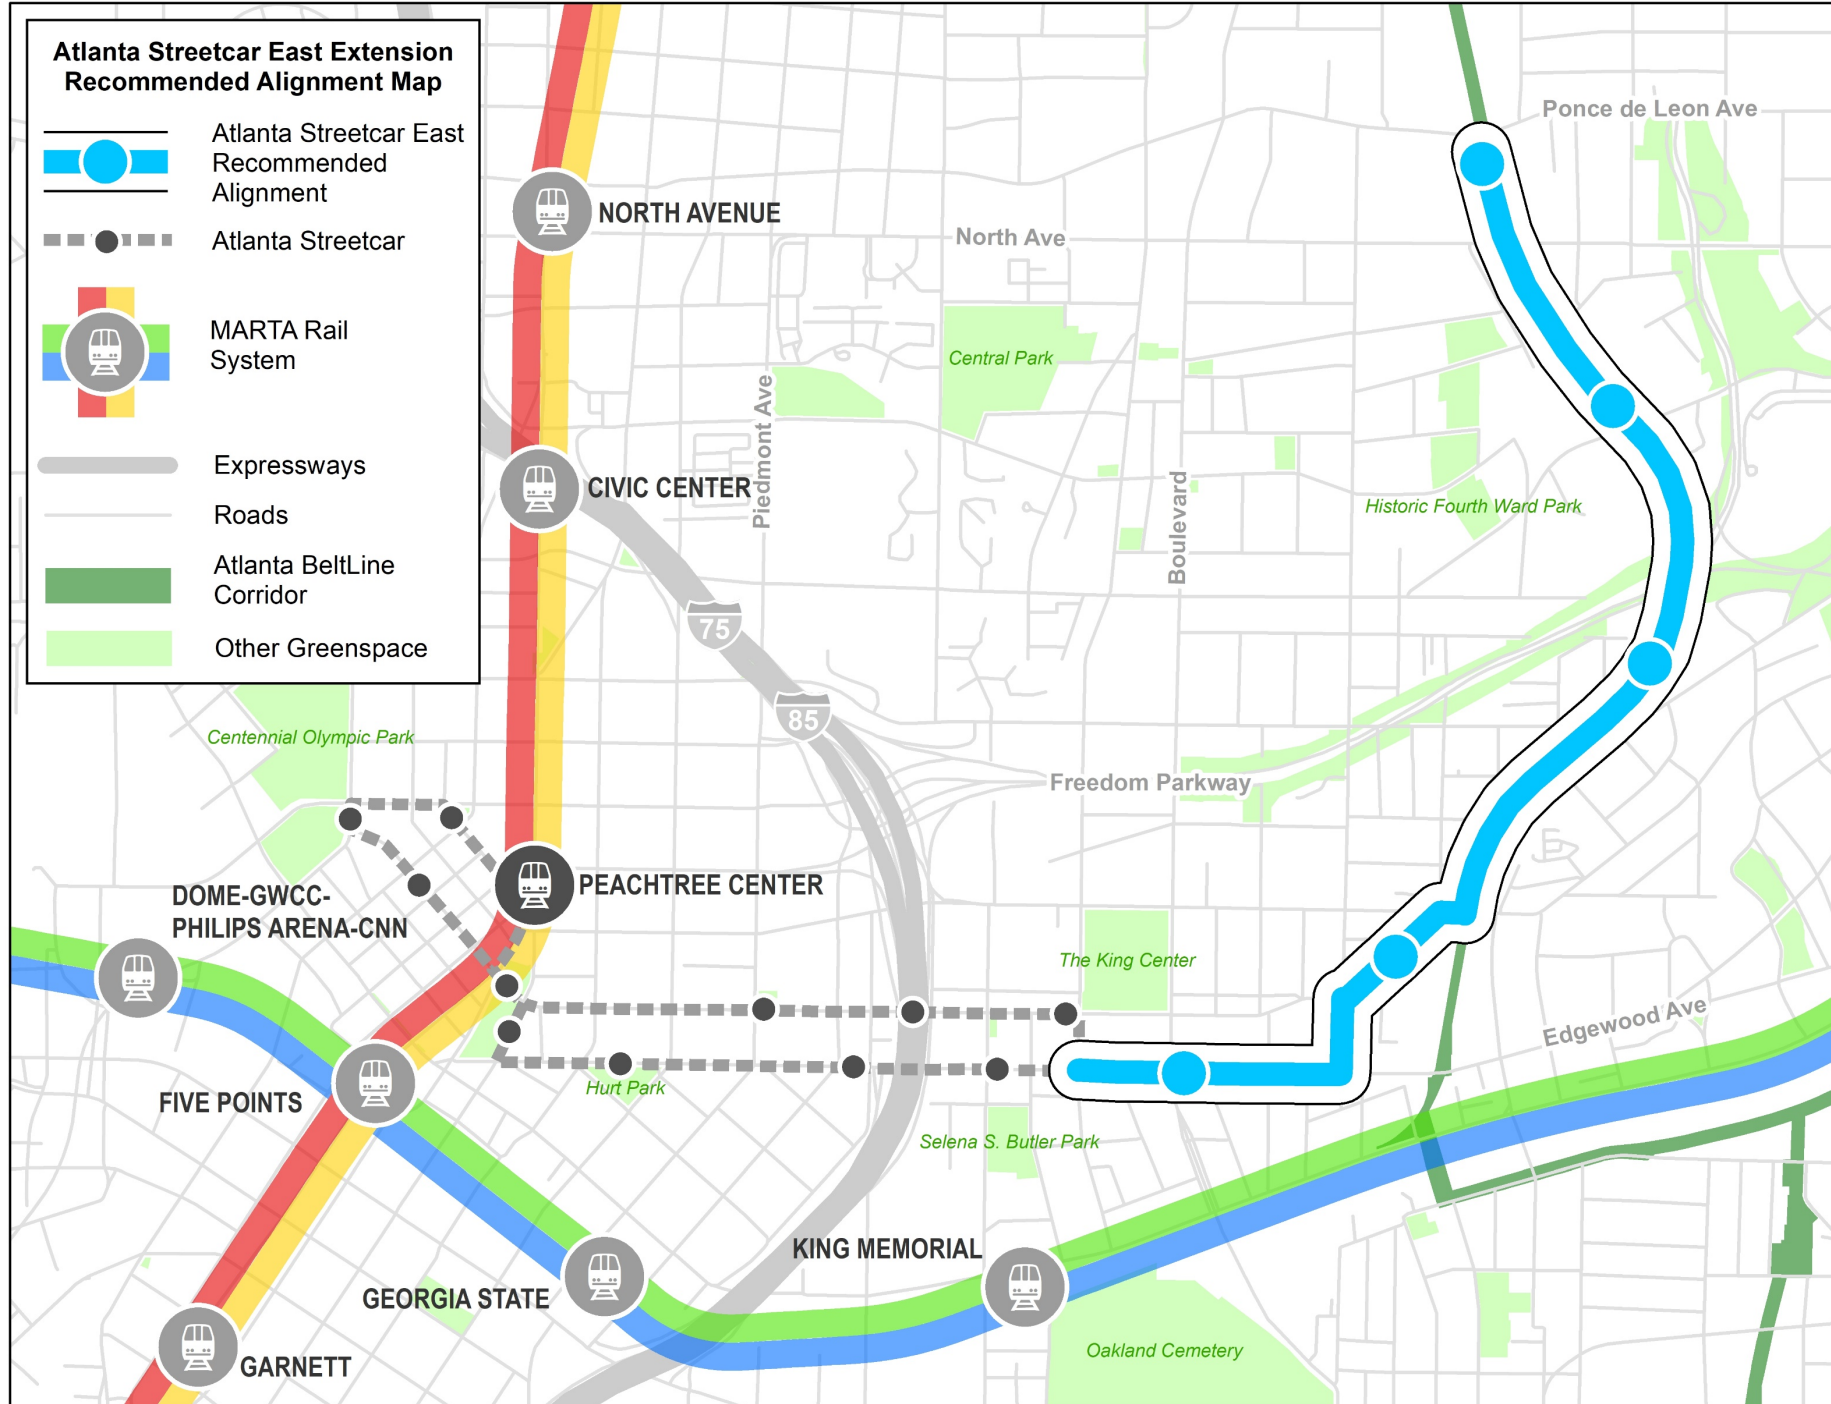 Atlanta Streetcar East Extension
Recommended Alignment Map
Atlanta Streetcar East
Recommended
Alignment
Atlanta Streetcar
MARTA Rail
System
Expressways
Roads
Atlanta BeltLine
Corridor
Other Greenspace
Ponce de Leon Ave
NORTH AVENUE
North Ave
Central Park
Piedmont Ave
CIVIC CENTER
Boulevard
Historic Fourth Ward Park
75
85
Centennial Olympic Park
Freedom Parkway
PEACHTREE CENTER
DOME-GWCC-
PHILIPS ARENA-CNN
The King Center
Edgewood Ave
Hurt Park
FIVE POINTS
Selena S. Butler Park
KING MEMORIAL
GEORGIA STATE
Oakland Cemetery
GARNETT